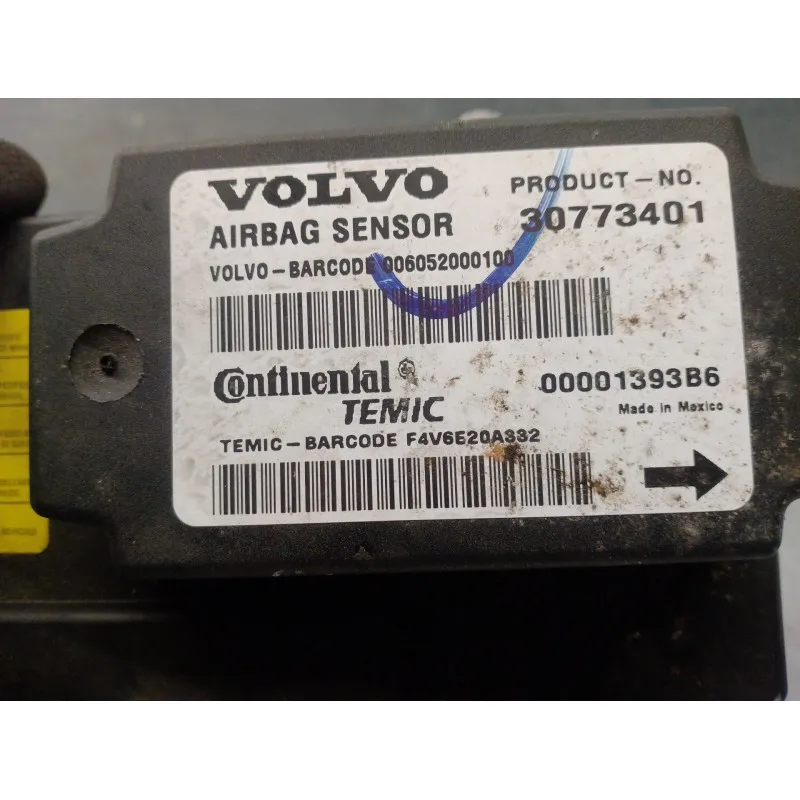 VOLVO PRODUCT-NO.
AIRBAG SENSOR 30773401
VOLVO-BARCODE 006052000100
Continental ® 00001393B6
TEMIC Made in Mexico
TEMIC-BARCODE F4V6E20A332